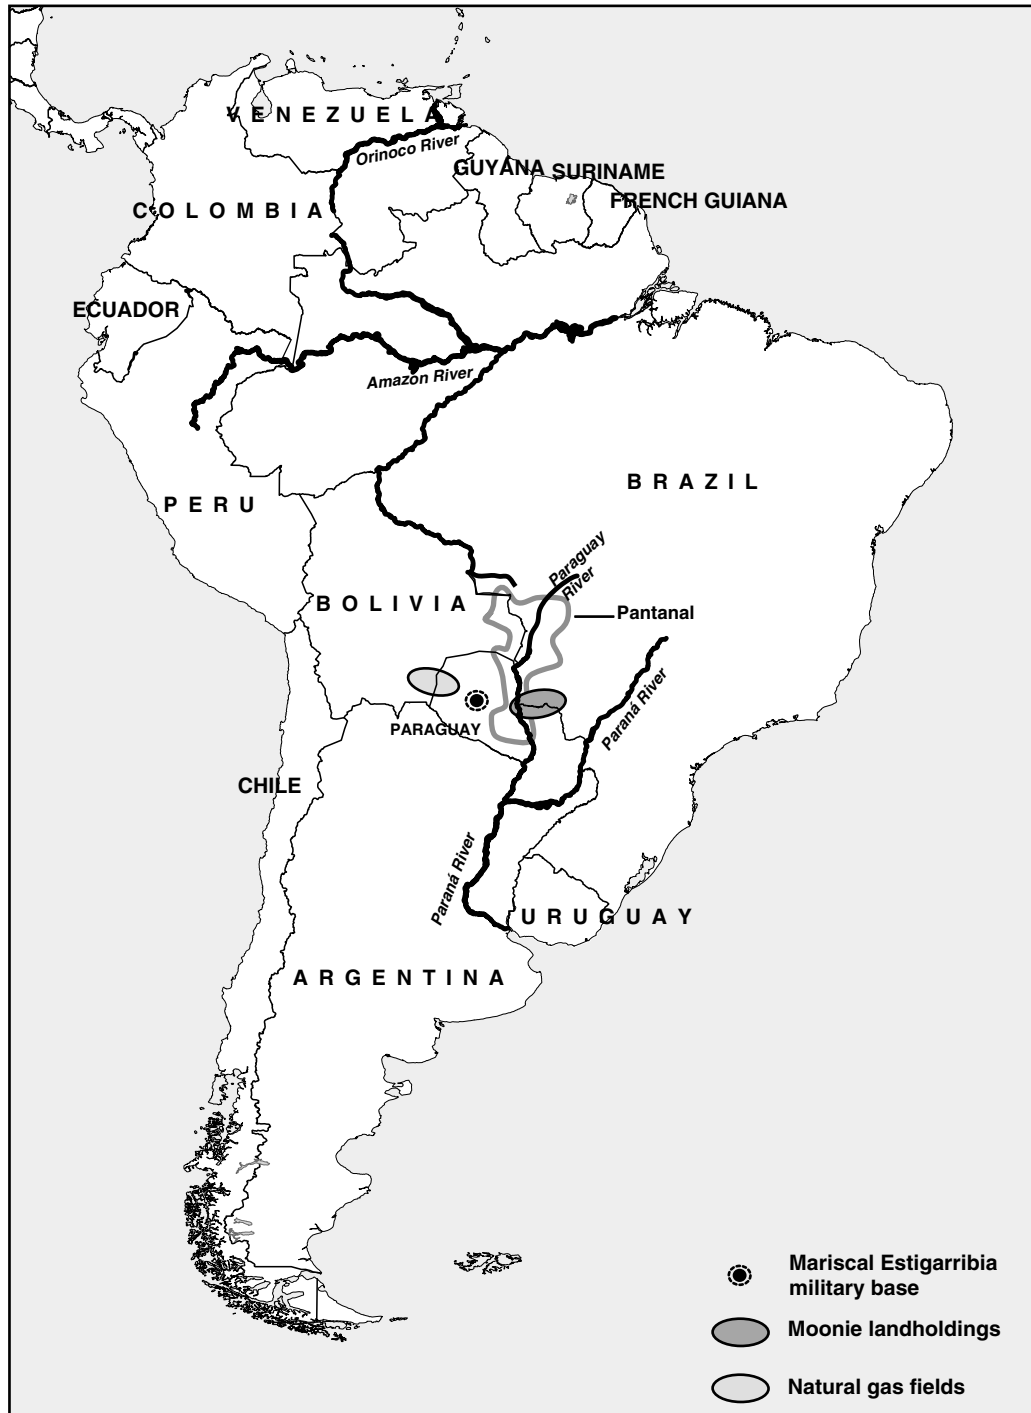 VENEZUELA
Orinoco River
GUYANA
SURINAME
FRENCH GUIANA
COLOMBIA
ECUADOR
Amazon River
BRAZIL
PERU
Paraguay
River
BOLIVIA
Pantanal
Paraná River
PARAGUAY
CHILE
Paraná River
URUGUAY
ARGENTINA
Mariscal Estigarribia
military base
Moonie landholdings
Natural gas fields